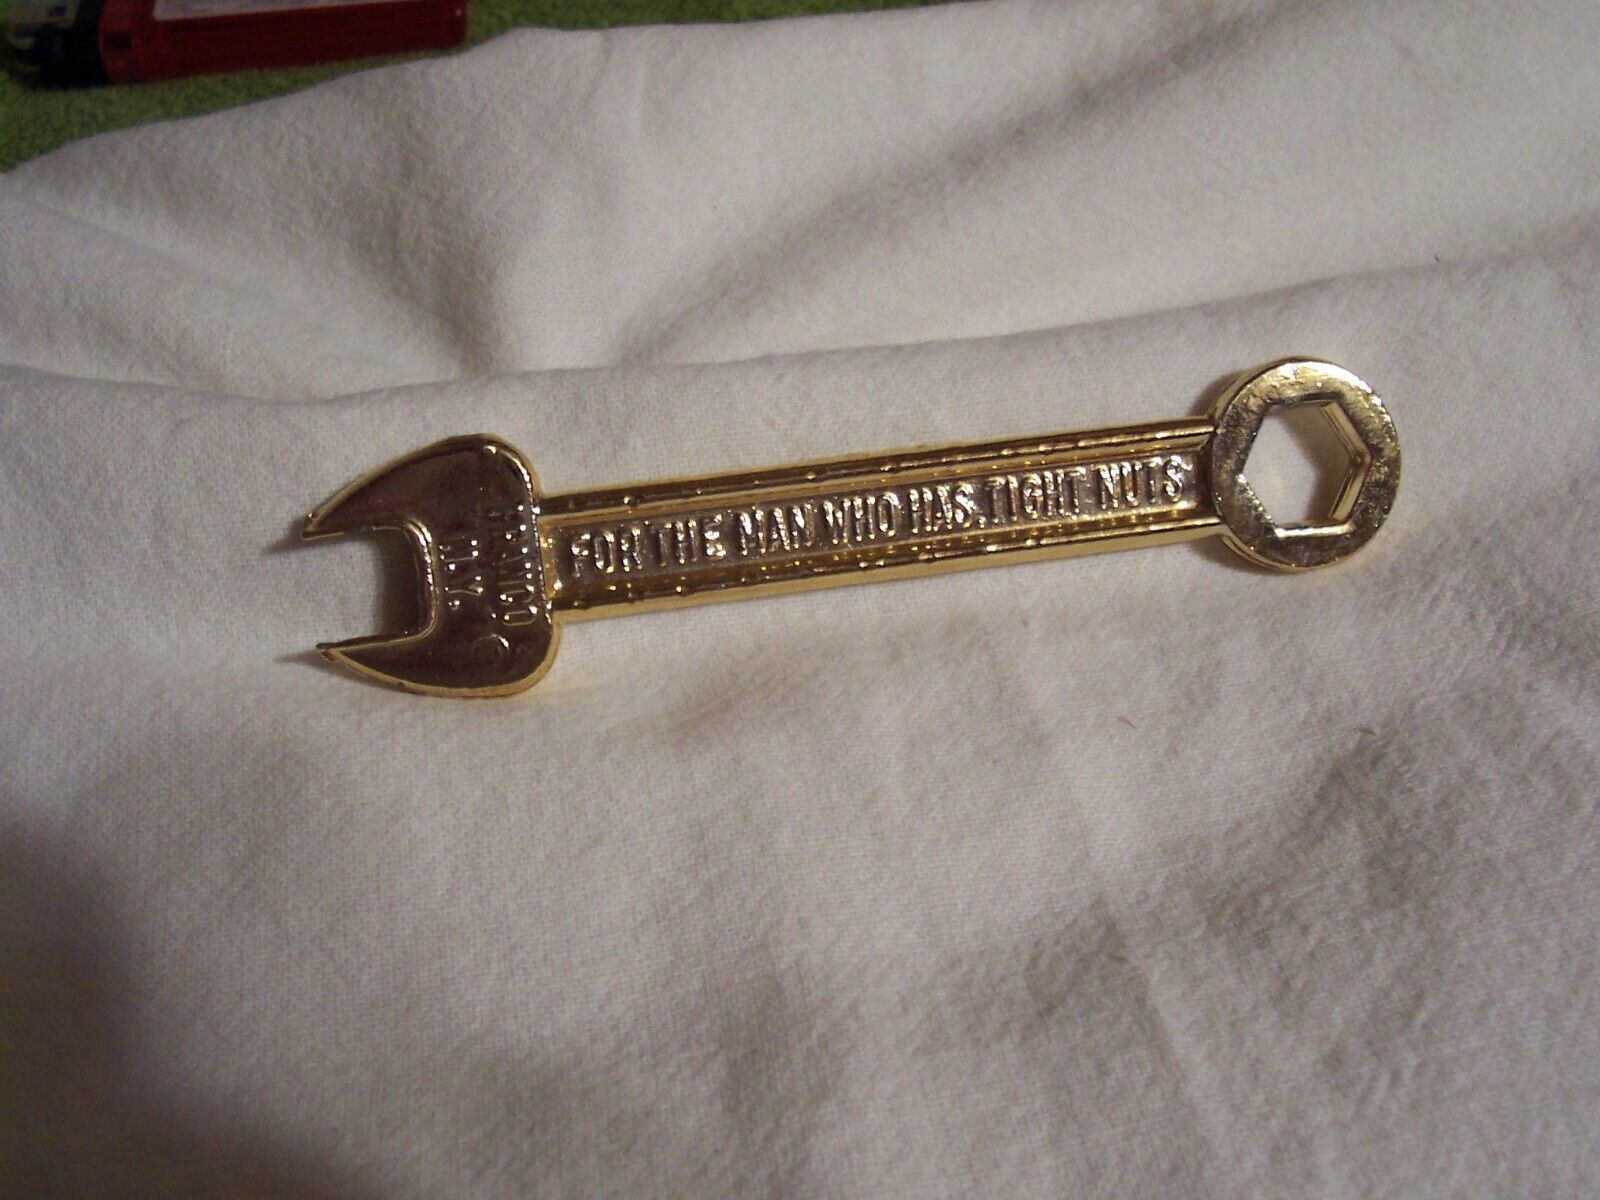 FOR THE MAN WHO HAS TIGHT NUTS
N.Y.